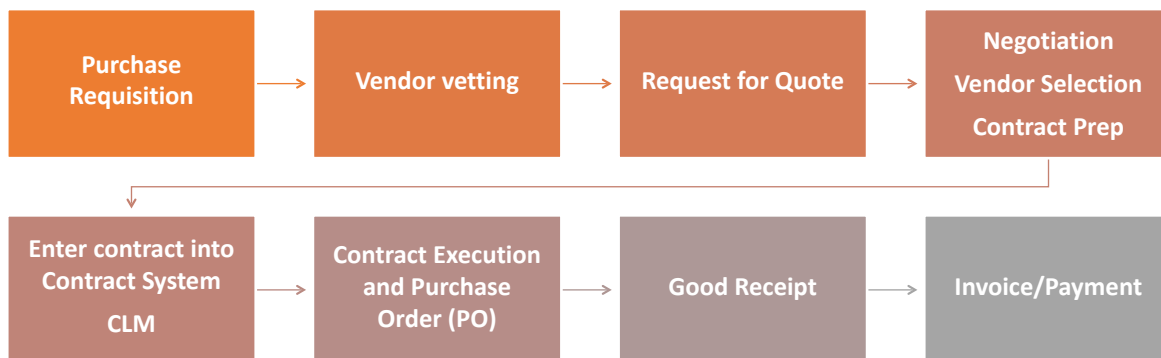 Purchase
Requisition
Vendor vetting
Request for Quote
Negotiation
Vendor Selection
Contract Prep
Enter contract into
Contract System
CLM
Contract Execution
and Purchase
Order (PO)
Good Receipt
Invoice/Payment